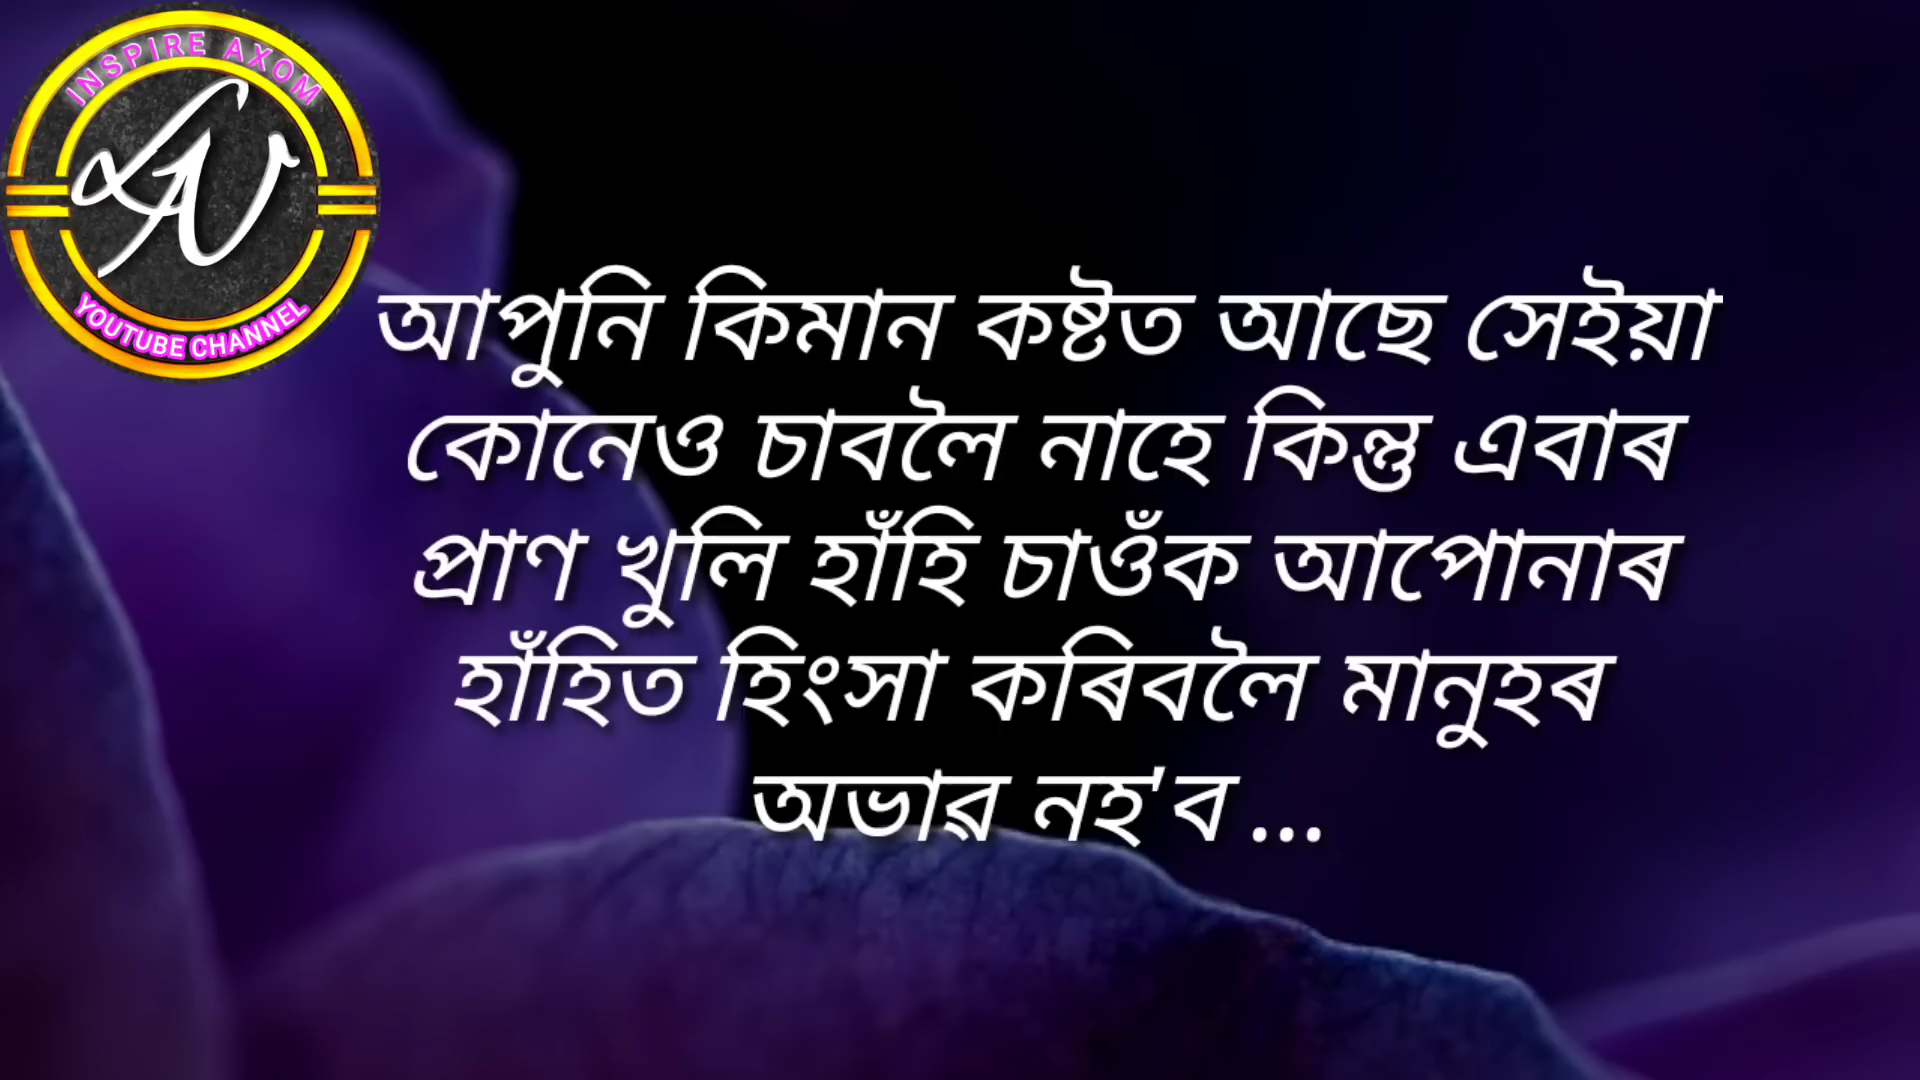 INSPIRE AXOM
YOUTUBE CHANNEL
আপুনি কিমান কষ্টত আছে সেইয়া
কোনেও চাবলৈ নাহে কিন্তু এবাৰ
প্ৰাণ খুলি হাঁহি চাওঁক আপোনাৰ
হাঁহিত হিংসা কৰিবলৈ মানুহৰ
অভাৱ নহ'ব ...